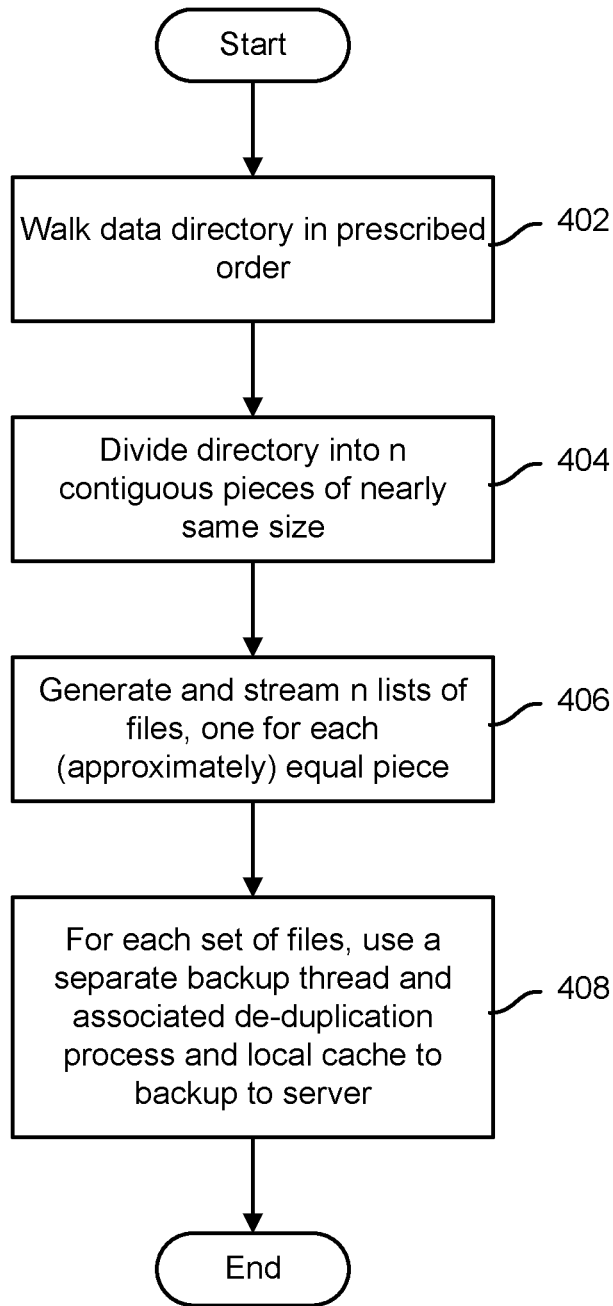 Start
Walk data directory in prescribed
order
402
Divide directory into n
contiguous pieces of nearly
same size
404
Generate and stream n lists of
files, one for each
(approximately) equal piece
406
For each set of files, use a
separate backup thread and
associated de-duplication
process and local cache to
backup to server
408
End